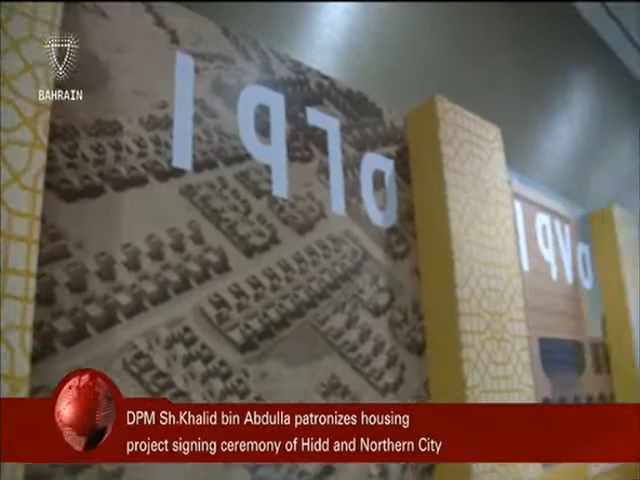 BAHRAIN
DPM Sh.Khalid bin Abdulla patronizes housing
project signing ceremony of Hidd and Northern City